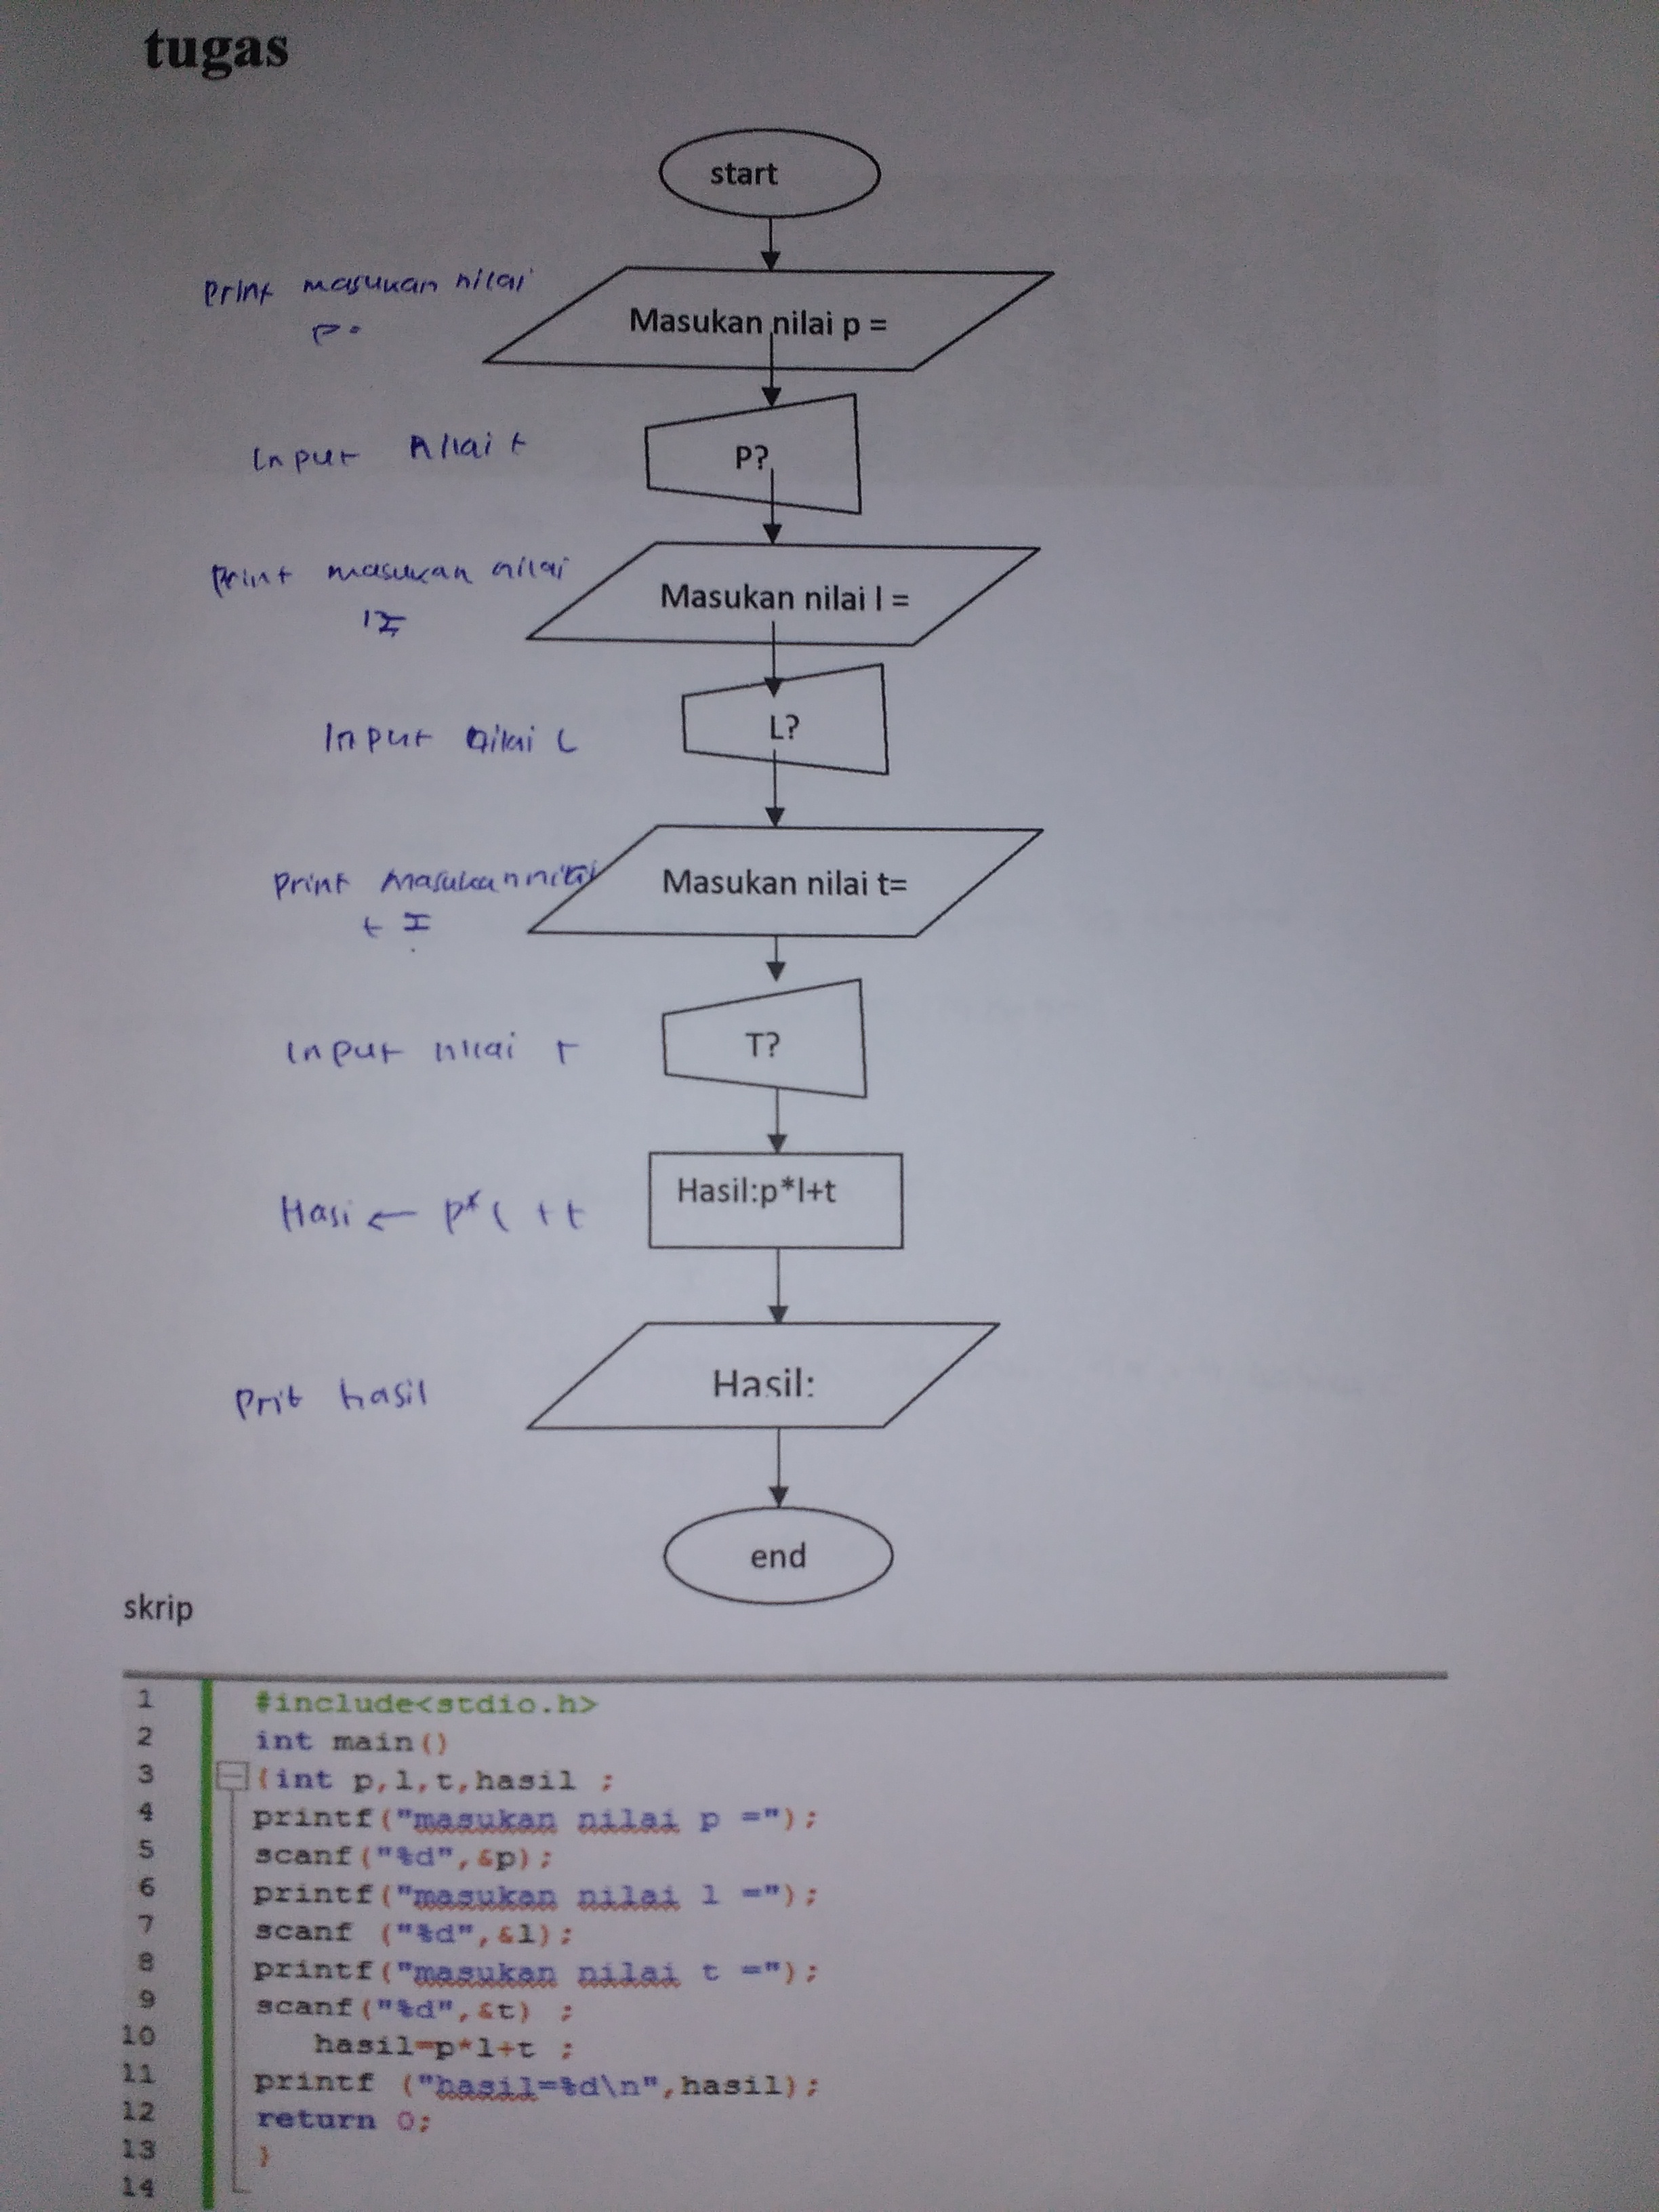 tugas
start
Print masukan nilai
p =
Masukan nilai p =
Input nilai t
P?
Print masukan nilai
l =
Masukan nilai l =
Input nilai L
L?
Print masukan nilai
t =
Masukan nilai t=
Input nilai t
T?
Hasi ← p* l + t
Hasil:p*l+t
Prit hasil
Hasil:
end
skrip
1 #include<stdio.h>
2 int main()
3 {int p,l,t,hasil ;
4 printf("masukan nilai p =");
5 scanf("%d",&p);
6 printf("masukan nilai l =");
7 scanf ("%d",&l);
8 printf("masukan nilai t =");
9 scanf("%d",&t) ;
10 hasil=p*l+t ;
11 printf ("hasil=%d\n",hasil);
12 return 0;
13 }
14